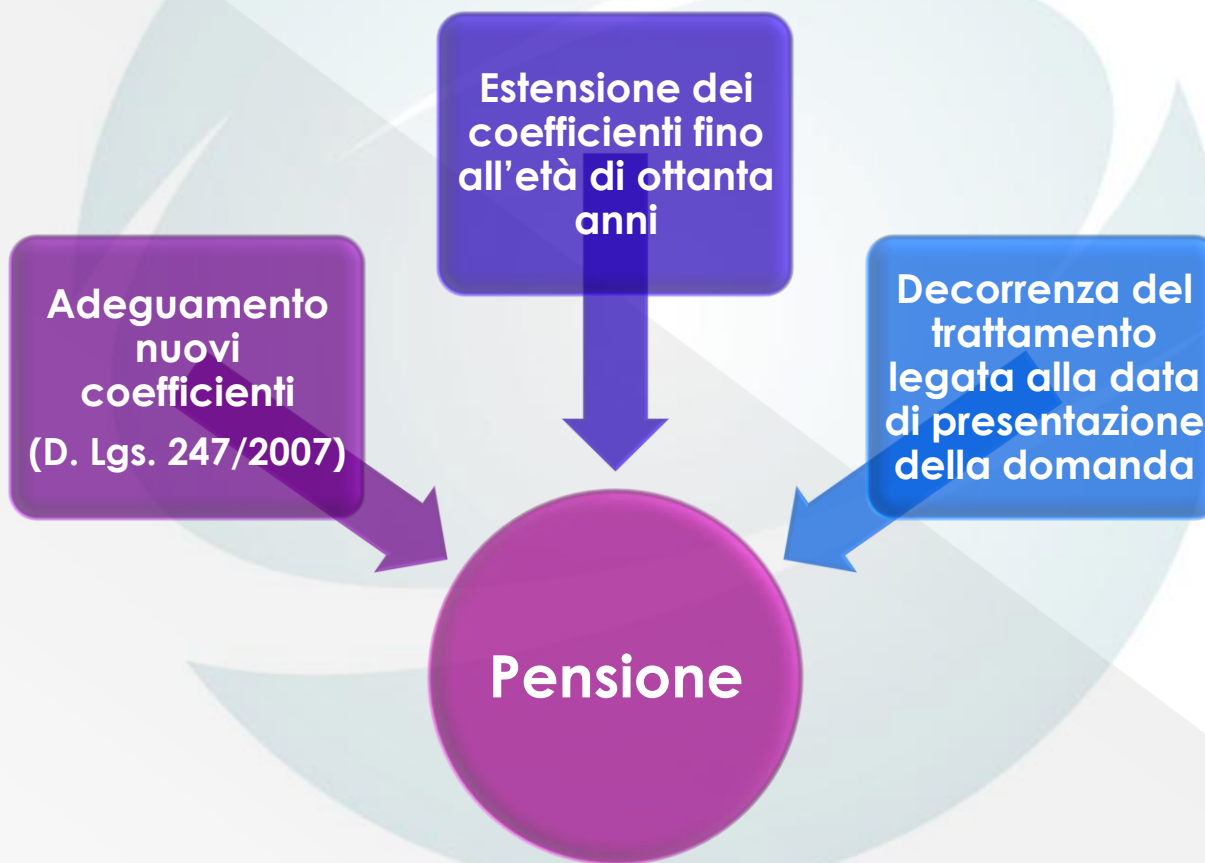 Estensione dei
coefficienti fino
all’età di ottanta
anni
Adeguamento
nuovi
coefficienti
(D. Lgs. 247/2007)
Decorrenza del
trattamento
legata alla data
di presentazione
della domanda
Pensione